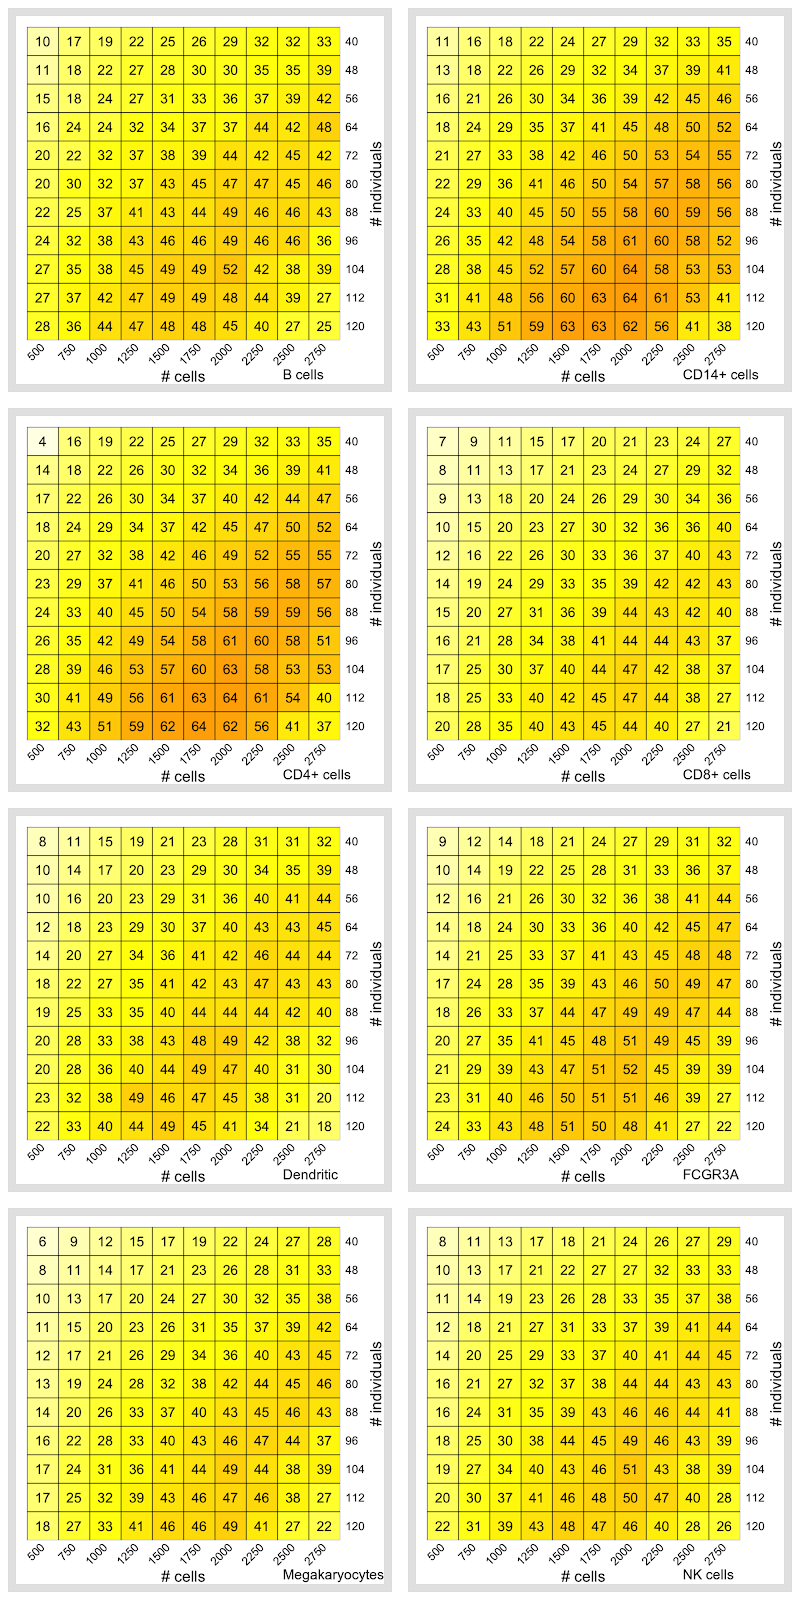 10 17 19 22 25 26 29 32 32 33 40
11 18 22 27 28 30 30 35 35 39 48
15 18 24 27 31 33 36 37 39 42 56
16 24 24 32 34 37 37 44 42 48 64
20 22 32 37 38 39 44 42 45 42 72
20 30 32 37 43 45 47 47 45 46 80
22 25 37 41 43 44 49 46 46 43 88
24 32 38 43 46 46 49 46 46 36 96
27 35 38 45 49 49 52 42 38 39 104
27 37 42 47 49 49 48 44 39 27 112
28 36 44 47 48 48 45 40 27 25 120
# individuals
500 750 1000 1250 1500 1750 2000 2250 2500 2750
# cells
B cells
11 16 18 22 24 27 29 32 33 35 40
13 18 22 26 29 32 34 37 39 41 48
16 21 26 30 34 36 39 42 45 46 56
18 24 29 35 37 41 45 48 50 52 64
21 27 33 38 42 46 50 53 54 55 72
22 29 36 41 46 50 54 57 58 56 80
24 33 40 45 50 55 58 60 59 56 88
26 35 42 48 54 58 61 60 58 52 96
28 38 45 52 57 60 64 58 53 53 104
31 41 48 56 60 63 64 61 53 41 112
33 43 51 59 63 63 62 56 41 38 120
# individuals
500 750 1000 1250 1500 1750 2000 2250 2500 2750
# cells
CD14+ cells
4 16 19 22 25 27 29 32 33 35 40
14 18 22 26 30 32 34 36 39 41 48
17 22 26 30 34 37 40 42 44 47 56
18 24 29 34 37 42 45 47 50 52 64
20 27 32 38 42 46 49 52 55 55 72
23 29 37 41 46 50 53 56 58 57 80
24 33 40 45 50 54 58 59 59 56 88
26 35 42 49 54 58 61 60 58 51 96
28 39 46 53 57 60 63 58 53 53 104
30 41 49 56 61 63 64 61 54 40 112
32 43 51 59 62 64 62 56 41 37 120
# individuals
500 750 1000 1250 1500 1750 2000 2250 2500 2750
# cells
CD4+ cells
7 9 11 15 17 20 21 23 24 27 40
8 11 13 17 21 23 24 27 29 32 48
9 13 18 20 24 26 29 30 34 36 56
10 15 20 23 27 30 32 36 36 40 64
12 16 22 26 30 33 36 37 40 43 72
14 19 24 29 33 35 39 42 42 43 80
15 20 27 31 36 39 44 43 42 40 88
16 21 28 34 38 41 44 44 43 37 96
17 25 30 37 40 44 47 42 38 37 104
18 25 33 40 42 45 47 44 38 27 112
20 28 35 40 43 45 44 40 27 21 120
# individuals
500 750 1000 1250 1500 1750 2000 2250 2500 2750
# cells
CD8+ cells
8 11 15 19 21 23 28 31 31 32 40
10 14 17 20 23 29 30 34 35 39 48
10 16 20 23 29 31 36 40 41 44 56
12 18 23 29 30 37 40 43 43 45 64
14 20 27 34 36 41 42 46 44 44 72
18 22 27 35 41 42 43 47 43 43 80
19 25 33 35 40 44 44 44 42 40 88
20 28 33 38 43 48 49 42 38 32 96
20 28 36 40 44 49 47 40 31 30 104
23 32 38 49 46 47 45 38 31 20 112
22 33 40 44 49 45 41 34 21 18 120
# individuals
500 750 1000 1250 1500 1750 2000 2250 2500 2750
# cells
Dendritic
9 12 14 18 21 24 27 29 31 32 40
10 14 19 22 25 28 31 33 36 37 48
12 16 21 26 30 32 36 38 41 44 56
14 18 24 30 33 36 40 42 45 47 64
14 21 25 33 37 41 43 45 48 48 72
17 24 28 35 39 43 46 50 49 47 80
18 26 33 37 44 47 49 49 47 44 88
20 27 35 41 45 48 51 49 45 39 96
21 29 39 43 47 51 52 45 39 39 104
23 31 40 46 50 51 51 46 39 27 112
24 33 43 48 51 50 48 41 27 22 120
# individuals
500 750 1000 1250 1500 1750 2000 2250 2500 2750
# cells
FCGR3A
6 9 12 15 17 19 22 24 27 28 40
8 11 14 17 21 23 26 28 31 33 48
10 13 17 20 24 27 30 32 35 38 56
11 15 20 23 26 31 35 37 39 42 64
12 17 21 26 29 34 36 40 43 45 72
13 19 24 28 32 38 42 44 45 46 80
14 20 26 33 37 40 43 45 46 43 88
16 22 28 33 40 43 46 47 44 37 96
17 24 31 36 41 44 49 44 38 39 104
17 25 32 39 43 46 47 46 38 27 112
18 27 33 41 46 46 49 41 27 22 120
# individuals
500 750 1000 1250 1500 1750 2000 2250 2500 2750
# cells
Megakaryocytes
8 11 13 17 18 21 24 26 27 29 40
10 13 17 21 22 27 27 32 33 33 48
11 14 19 23 26 28 33 35 37 38 56
12 18 21 27 31 33 37 39 41 44 64
14 20 25 29 33 37 40 41 44 45 72
16 21 27 32 37 38 44 44 43 43 80
16 24 31 35 39 43 46 46 44 41 88
18 25 30 38 44 45 49 46 43 39 96
19 27 34 40 43 46 51 43 38 39 104
20 30 37 41 46 48 50 47 40 28 112
22 31 39 43 48 47 46 40 28 26 120
# individuals
500 750 1000 1250 1500 1750 2000 2250 2500 2750
# cells
NK cells